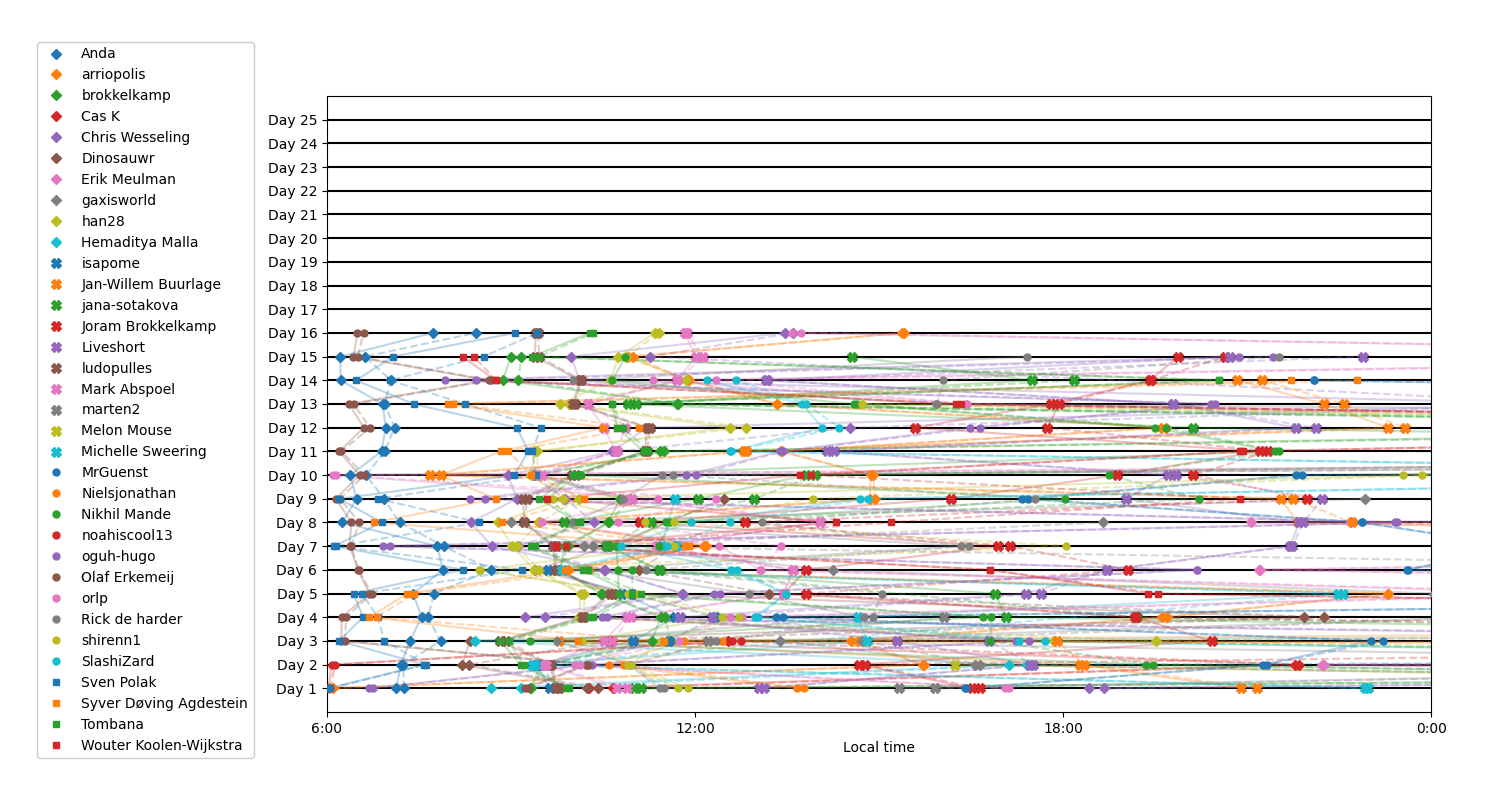 Anda
arriopolis
brokkelkamp
Cas K
Chris Wesseling
Dinosauwr
Erik Meulman
gaxisworld
han28
Hemaditya Malla
isapome
Jan-Willem Buurlage
jana-sotakova
Joram Brokkelkamp
Liveshort
ludopulles
Mark Abspoel
marten2
Melon Mouse
Michelle Sweering
MrGuenst
Nielsjonathan
Nikhil Mande
noahiscool13
oguh-hugo
Olaf Erkemeij
orlp
Rick de harder
shirenn1
SlashiZard
Sven Polak
Syver Døving Agdestein
Tombana
Wouter Koolen-Wijkstra
Day 25
Day 24
Day 23
Day 22
Day 21
Day 20
Day 19
Day 18
Day 17
Day 16
Day 15
Day 14
Day 13
Day 12
Day 11
Day 10
Day 9
Day 8
Day 7
Day 6
Day 5
Day 4
Day 3
Day 2
Day 1
6:00 12:00 18:00 0:00
Local time